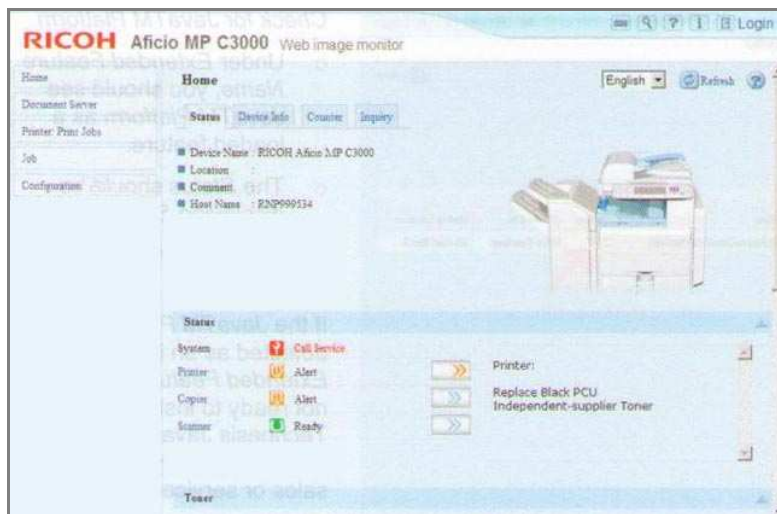 RICOH Aficio MP C3000 Web image monitor
Login
Home
Document Server
Printer: Print Jobs
Job
Configuration
Home
English
Refresh
Status Device Info Counter Inquiry
Device Name : RICOH Aficio MP C3000
Location :
Comment
Host Name : RNP999534
Status
System Call Service
Printer Alert
Copier Alert
Scanner Ready
Printer:
Replace Black PCU
Independent-supplier Toner
Toner